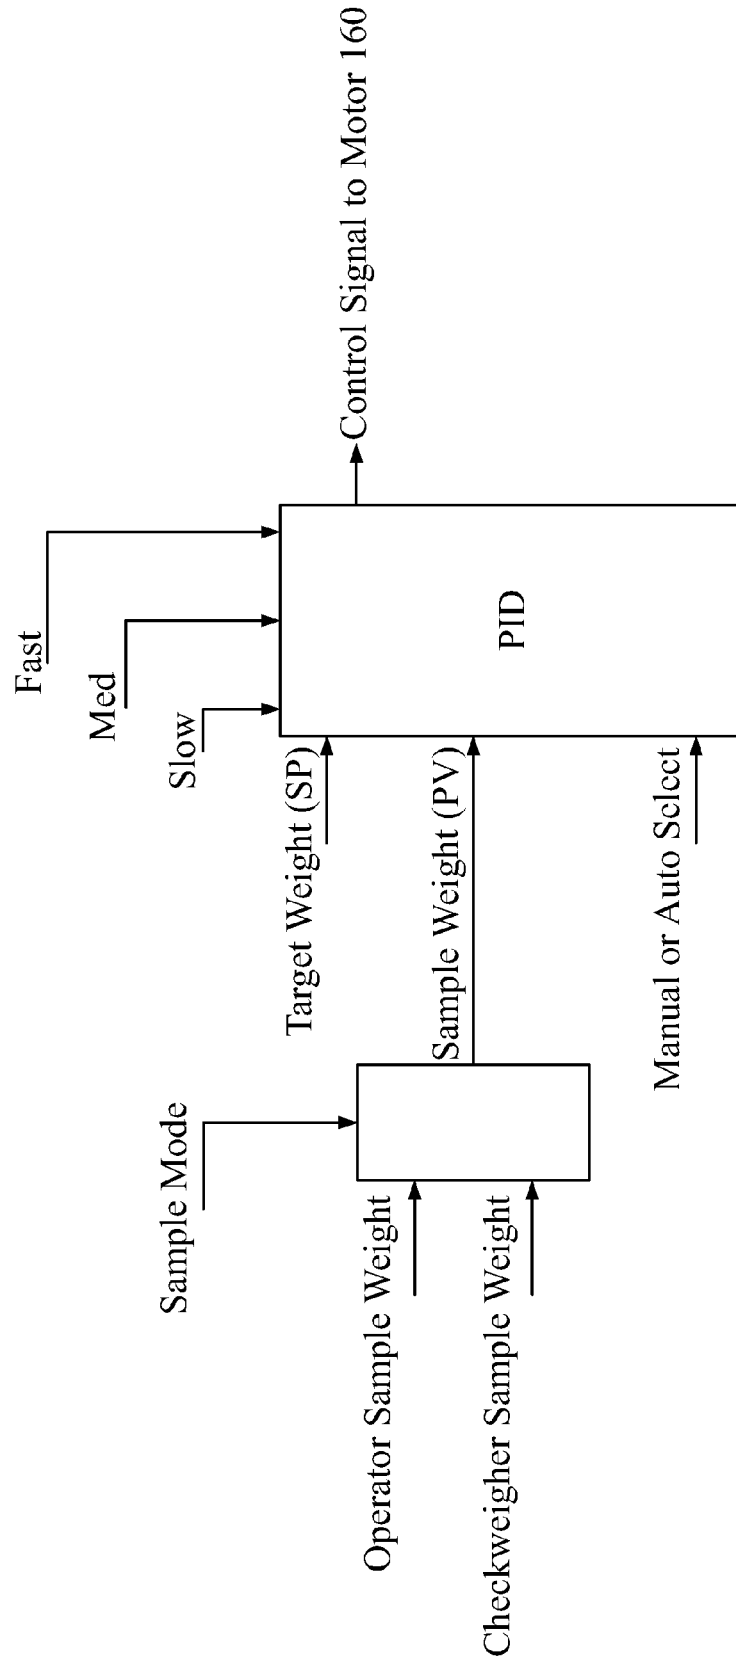 Fast
Med
Slow
Sample Mode
Target Weight (SP)
Control Signal to Motor 160
Operator Sample Weight
Sample Weight (PV)
PID
Checkweigher Sample Weight
Manual or Auto Select